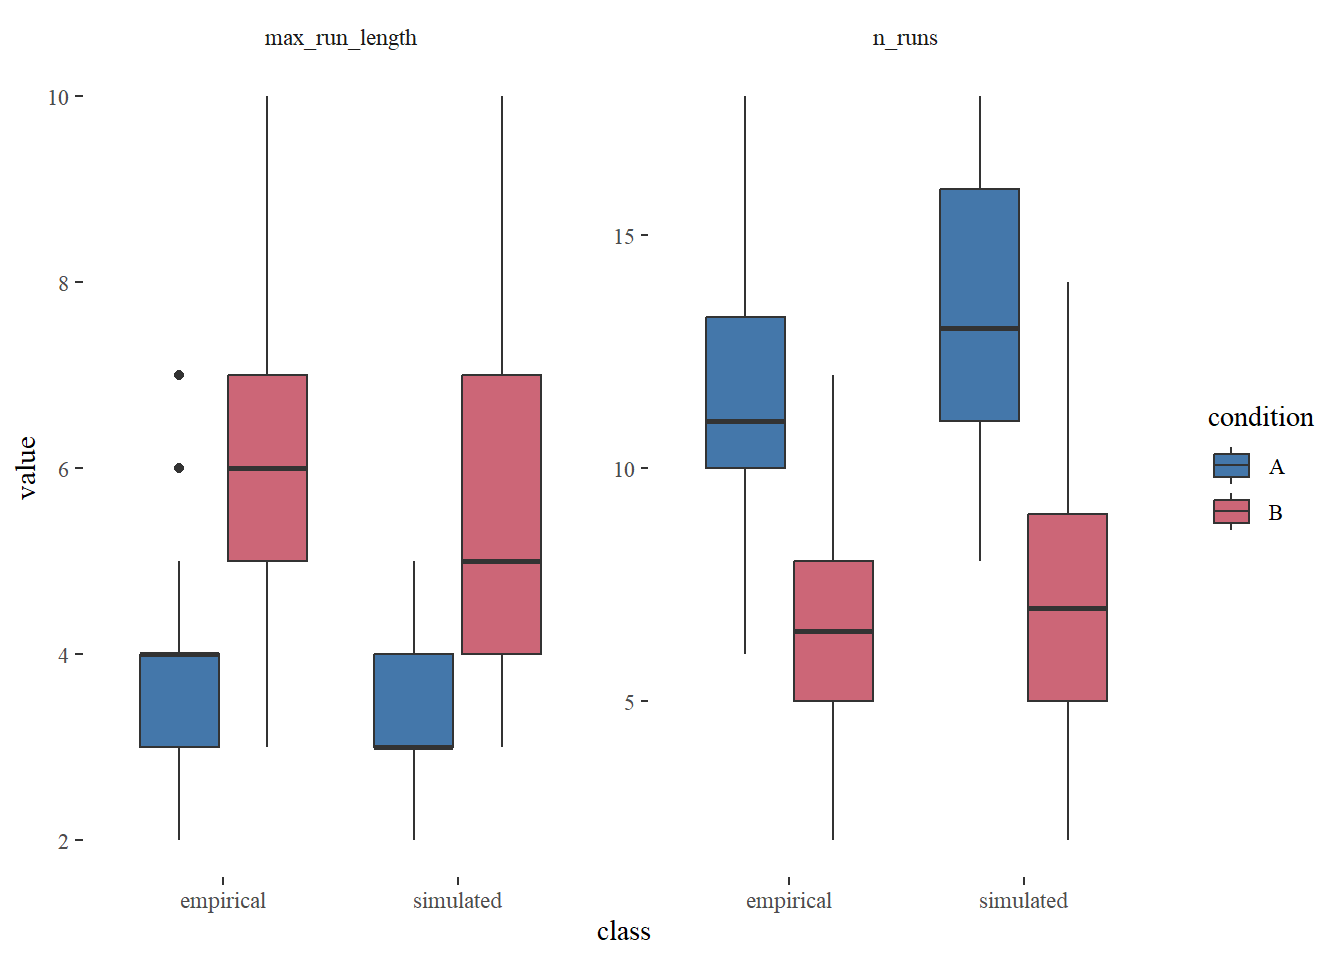 max_run_length
n_runs
value
10
8
6
4
2
15
10
5
empirical
simulated
empirical
simulated
class
condition
A
B